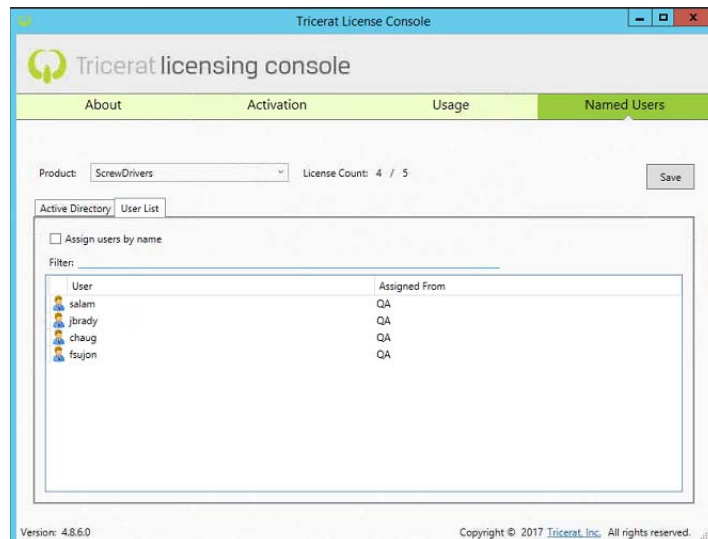 Tricerat License Console
Tricerat licensing console
About Activation Usage Named Users
Product: ScrewDrivers License Count: 4 / 5 Save
Active Directory User List
Assign users by name
Filter:
User Assigned From
salam QA
jbrady QA
chaug QA
fsujon QA
Version: 4.8.6.0 Copyright © 2017 Tricerat, Inc. All rights reserved.